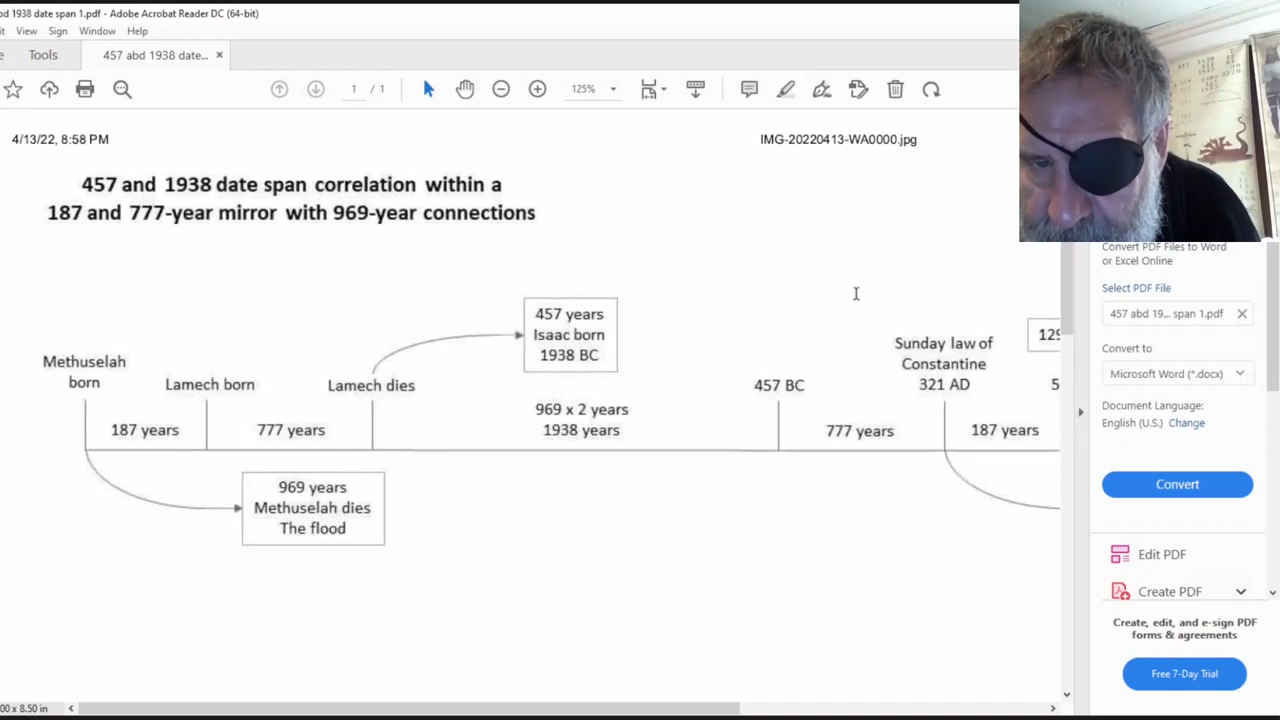 od 1938 date span 1.pdf - Adobe Acrobat Reader DC (64-bit)
it View Sign Window Help
e Tools 457 abd 1938 date... ×
1 / 1 125%
4/13/22, 8:58 PM IMG-20220413-WA0000.jpg
457 and 1938 date span correlation within a
187 and 777-year mirror with 969-year connections
457 years
Isaac born
1938 BC
Methuselah
born
Lamech born
Lamech dies
457 BC
Sunday law of
Constantine
321 AD
129
5
187 years
777 years
969 x 2 years
1938 years
777 years
187 years
969 years
Methuselah dies
The flood
Convert PDF Files to Word
or Excel Online
Select PDF File
457 abd 19... span 1.pdf
Convert to
Microsoft Word (*.docx)
Document Language:
English (U.S.) Change
Convert
Edit PDF
Create PDF
Create, edit, and e-sign PDF
forms & agreements
Free 7-Day Trial
00 x 8.50 in